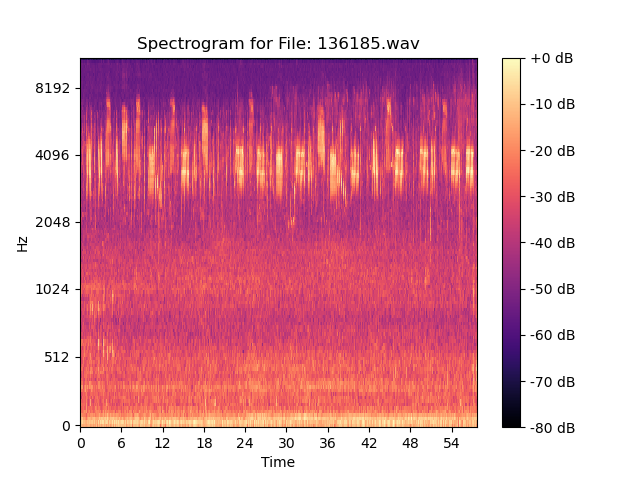 Spectrogram for File: 136185.wav
+0 dB
8192
-10 dB
4096
-20 dB
-30 dB
2048
-40 dB
Hz
1024
-50 dB
-60 dB
512
-70 dB
0
-80 dB
0 6 12 18 24 30 36 42 48 54
Time